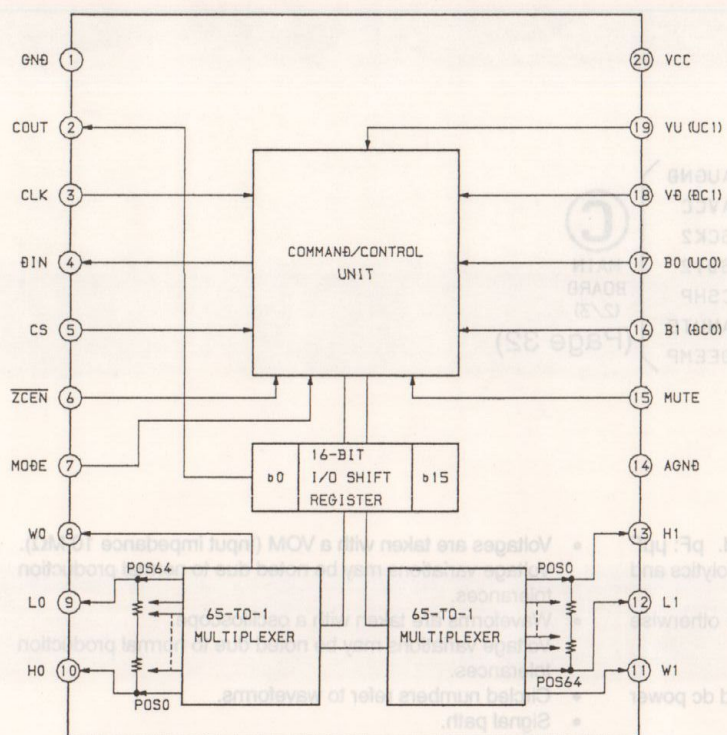 GND 1
20 VCC
COUT 2
19 VU (UC1)
CLK 3
18 VD (DC1)
COMMAND/CONTROL
UNIT
DIN 4
17 B0 (UC0)
CS 5
16 B1 (DC0)
ZCEN 6
15 MUTE
MODE 7
14 AGND
b0
16-BIT
I/O SHIFT
REGISTER
b15
W0 8
13 H1
POS64
POS0
L0 9
12 L1
65-TO-1
MULTIPLEXER
65-TO-1
MULTIPLEXER
H0 10
11 W1
POS0
POS64
AUGND
C
MAIN
BOARD
(2/3)
(Page 32)
• Voltages are taken with a VOM (Input impedance
Voltage variations may be noted due to normal production
tolerances.
• Waveforms are taken with a oscilloscope.
Voltage variations may be noted due to normal production
tolerances.
• Circled numbers refer to waveforms.
• Signal path.
otherwise
d dc power